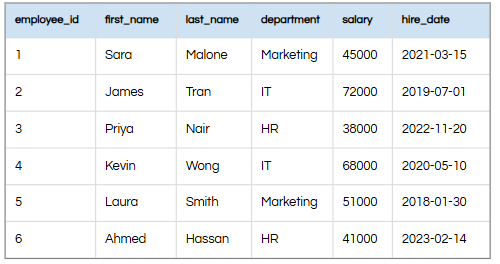 employee_id first_name last_name department salary hire_date
1 Sara Malone Marketing 45000 2021-03-15
2 James Tran IT 72000 2019-07-01
3 Priya Nair HR 38000 2022-11-20
4 Kevin Wong IT 68000 2020-05-10
5 Laura Smith Marketing 51000 2018-01-30
6 Ahmed Hassan HR 41000 2023-02-14